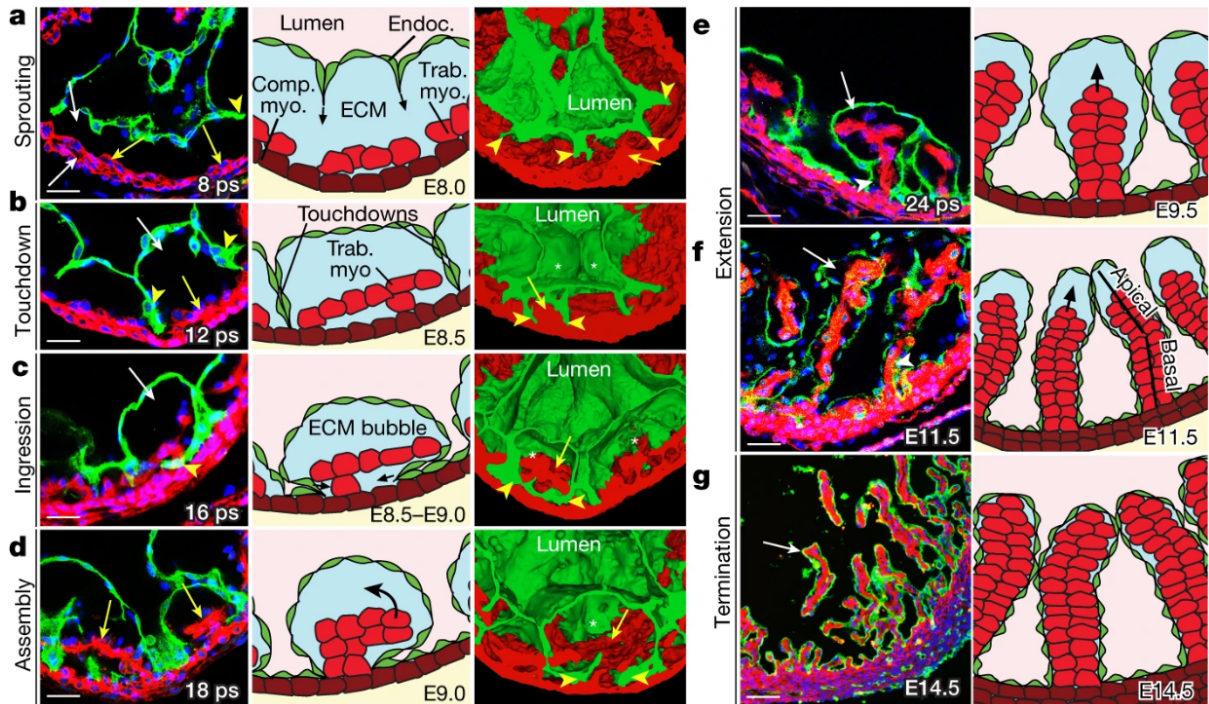 a
Sprouting
8 ps
Lumen
Endoc.
Comp.
myo.
ECM
Trab.
myo.
E8.0
Lumen
b
Touchdown
12 ps
Touchdowns
Trab.
myo
E8.5
Lumen
*
*
c
Ingression
16 ps
ECM bubble
E8.5–E9.0
Lumen
*
*
d
Assembly
18 ps
E9.0
Lumen
*
e
Extension
24 ps
E9.5
f
E11.5
Apical
Basal
E11.5
g
Termination
E14.5
E14.5